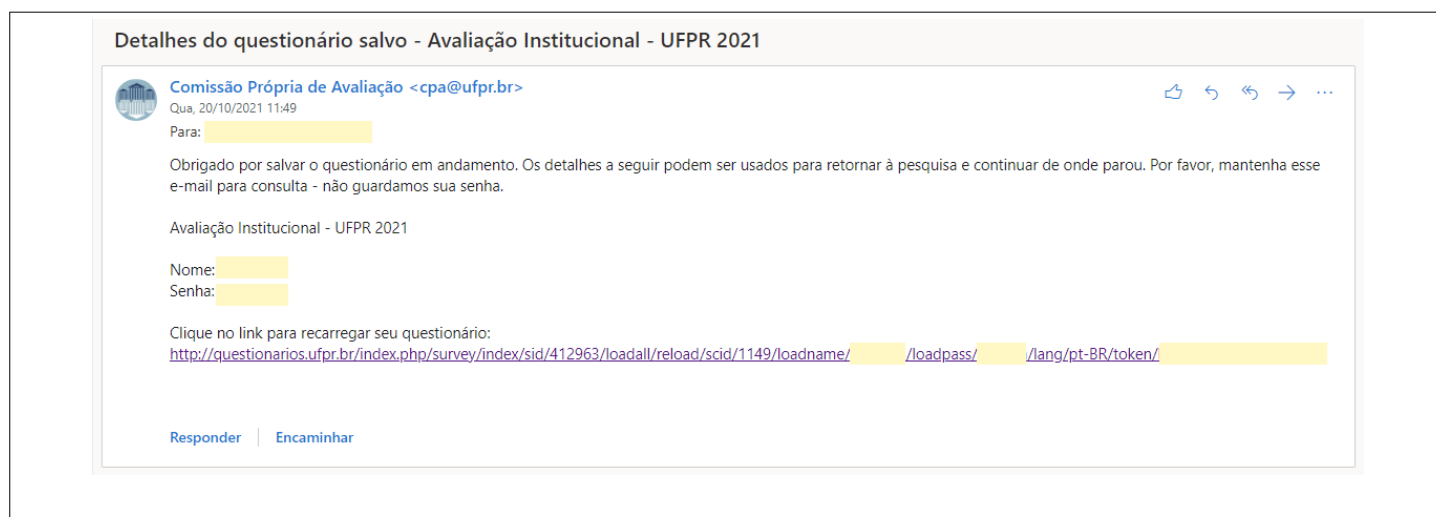 Detalhes do questionário salvo - Avaliação Institucional - UFPR 2021
Comissão Própria de Avaliação <cpa@ufpr.br>
Qua, 20/10/2021 11:49
Para:
Obrigado por salvar o questionário em andamento. Os detalhes a seguir podem ser usados para retornar à pesquisa e continuar de onde parou. Por favor, mantenha esse
e-mail para consulta - não guardamos sua senha.
Avaliação Institucional - UFPR 2021
Nome:
Senha:
Clique no link para recarregar seu questionário:
http://questionarios.ufpr.br/index.php/survey/index/sid/412963/loadall/reload/scid/1149/loadname/ /loadpass/ /lang/pt-BR/token/
Responder Encaminhar